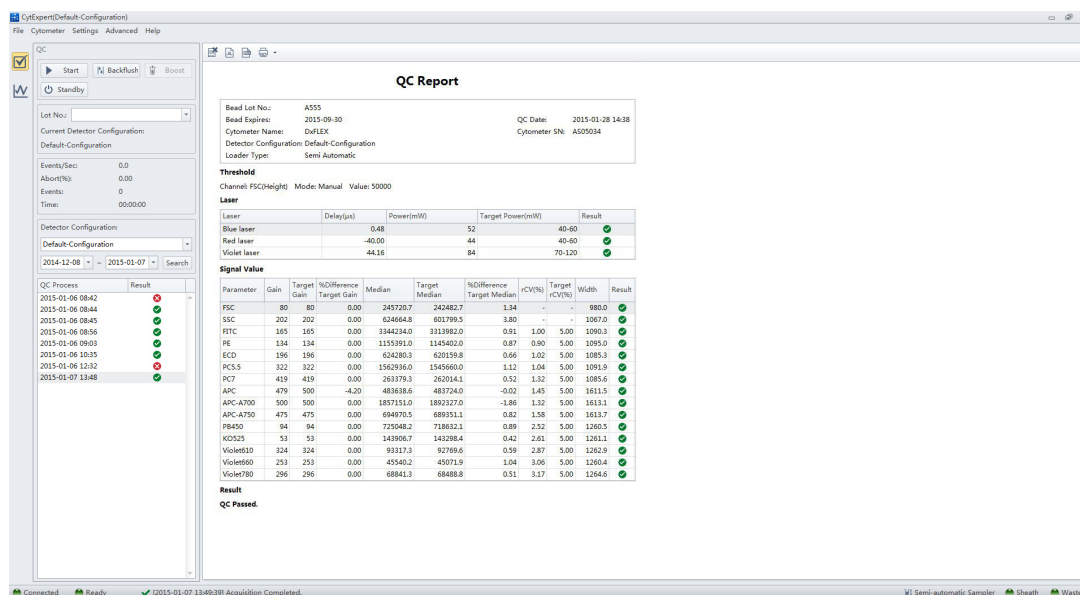 CytExpert(Default-Configuration)
File Cytometer Settings Advanced Help
QC
Start Backflush Boost
Standby
Lot No.:
Current Detector Configuration:
Default-Configuration
Events/Sec: 0.0
Abort(%): 0.00
Events: 0
Time: 00:00:00
Detector Configuration:
Default-Configuration
2014-12-08 ~ 2015-01-07 Search
QC Process Result
2015-01-06 08:42
2015-01-06 08:44
2015-01-06 08:45
2015-01-06 08:56
2015-01-06 09:03
2015-01-06 10:35
2015-01-06 12:32
2015-01-07 13:48
QC Report
Bead Lot No.: A555
Bead Expires: 2015-09-30 QC Date: 2015-01-28 14:38
Cytometer Name: DxFLEX Cytometer SN: AS05034
Detector Configuration: Default-Configuration
Loader Type: Semi Automatic
Threshold
Channel: FSC(Height) Mode: Manual Value: 50000
Laser
Laser Delay(μs) Power(mW) Target Power(mW) Result
Blue laser 0.48 52 40-60
Red laser -40.00 44 40-60
Violet laser 44.16 84 70-120
Signal Value
Parameter Gain Target Gain %Difference Target Gain Median Target Median %Difference Target Median rCV(%) Target rCV(%) Width Result
FSC 80 80 0.00 245720.7 242482.7 1.34 - - 980.0
SSC 202 202 0.00 624664.8 601799.5 3.80 - - 1067.0
FITC 165 165 0.00 3344234.0 3313982.0 0.91 1.00 5.00 1090.3
PE 134 134 0.00 1155391.0 1145402.0 0.87 0.90 5.00 1095.0
ECD 196 196 0.00 624280.3 620159.8 0.66 1.02 5.00 1085.3
PC5.5 322 322 0.00 1562936.0 1545660.0 1.12 1.04 5.00 1091.9
PC7 419 419 0.00 263379.3 262014.1 0.52 1.32 5.00 1085.6
APC 479 500 -4.20 483638.6 483724.0 -0.02 1.45 5.00 1611.5
APC-A700 500 500 0.00 1857151.0 1892327.0 -1.86 1.32 5.00 1613.1
APC-A750 475 475 0.00 694970.5 689351.1 0.82 1.58 5.00 1613.7
PB450 94 94 0.00 725048.2 718632.1 0.89 2.52 5.00 1260.5
KO525 53 53 0.00 143906.7 143298.4 0.42 2.61 5.00 1261.1
Violet610 324 324 0.00 93317.3 92769.6 0.59 2.87 5.00 1262.9
Violet660 253 253 0.00 45540.2 45071.9 1.04 3.06 5.00 1260.4
Violet780 296 296 0.00 68841.3 68488.8 0.51 3.17 5.00 1264.6
Result
QC Passed.
Connected Ready [2015-01-07 13:49:39] Acquisition Completed. Semi-automatic Sampler Sheath Waste